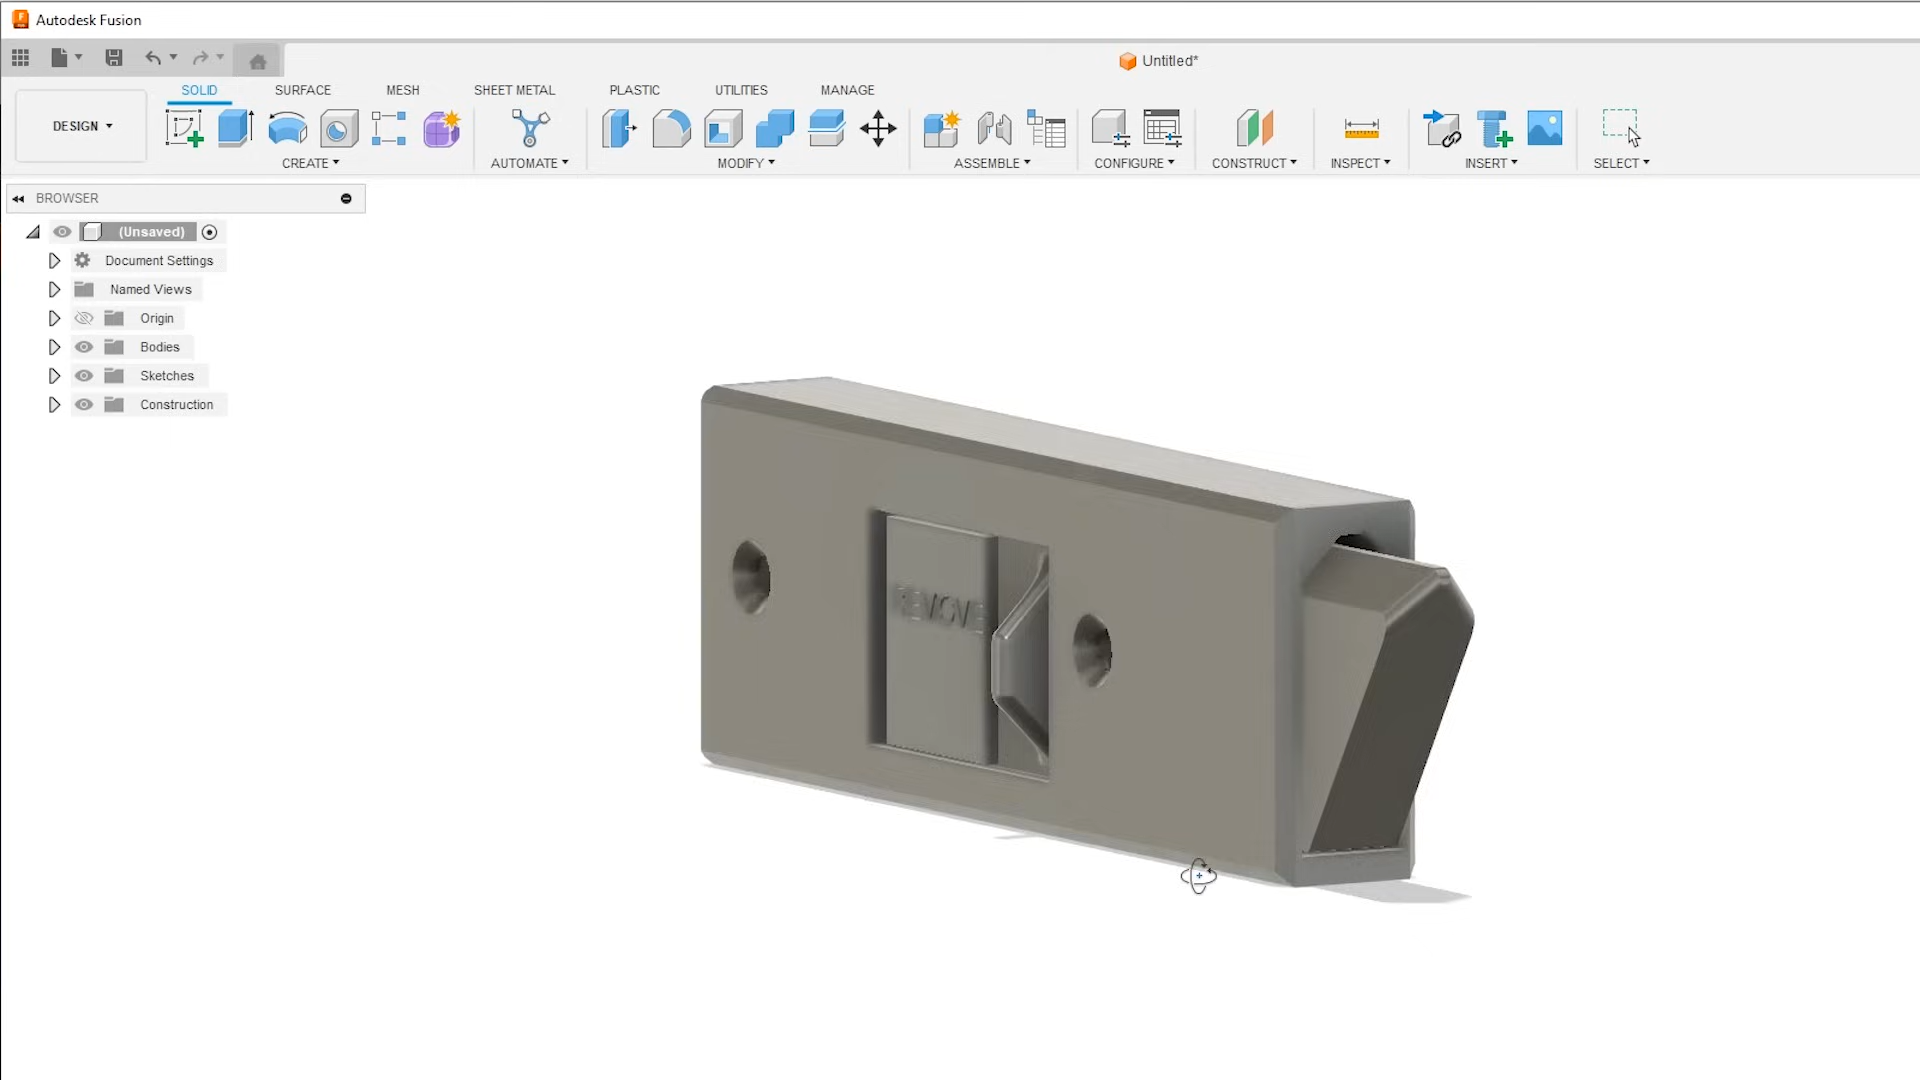 Autodesk Fusion
Untitled*
SOLID SURFACE MESH SHEET METAL PLASTIC UTILITIES MANAGE
DESIGN
CREATE AUTOMATE MODIFY ASSEMBLE CONFIGURE CONSTRUCT INSPECT INSERT SELECT
BROWSER
(Unsaved)
Document Settings
Named Views
Origin
Bodies
Sketches
Construction
REMOVE